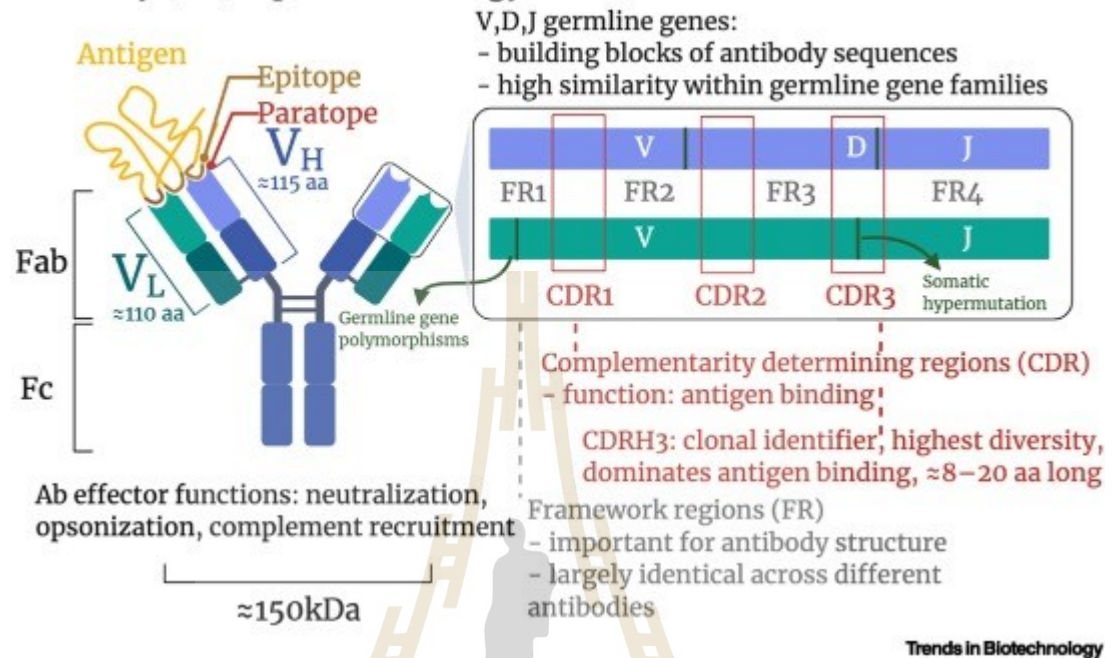 V,D,J germline genes:
- building blocks of antibody sequences
- high similarity within germline gene families
Antigen
Epitope
Paratope
VH
≈115 aa
VL
≈110 aa
Fab
Fc
V
D
J
FR1
FR2
FR3
FR4
V
J
CDR1
CDR2
CDR3
Somatic
hypermutation
Germline gene
polymorphisms
Complementarity determining regions (CDR)
- function: antigen binding
CDRH3: clonal identifier, highest diversity,
dominates antigen binding, ≈8–20 aa long
Ab effector functions: neutralization,
opsonization, complement recruitment
≈150kDa
Framework regions (FR)
- important for antibody structure
- largely identical across different
antibodies
Trends in Biotechnology